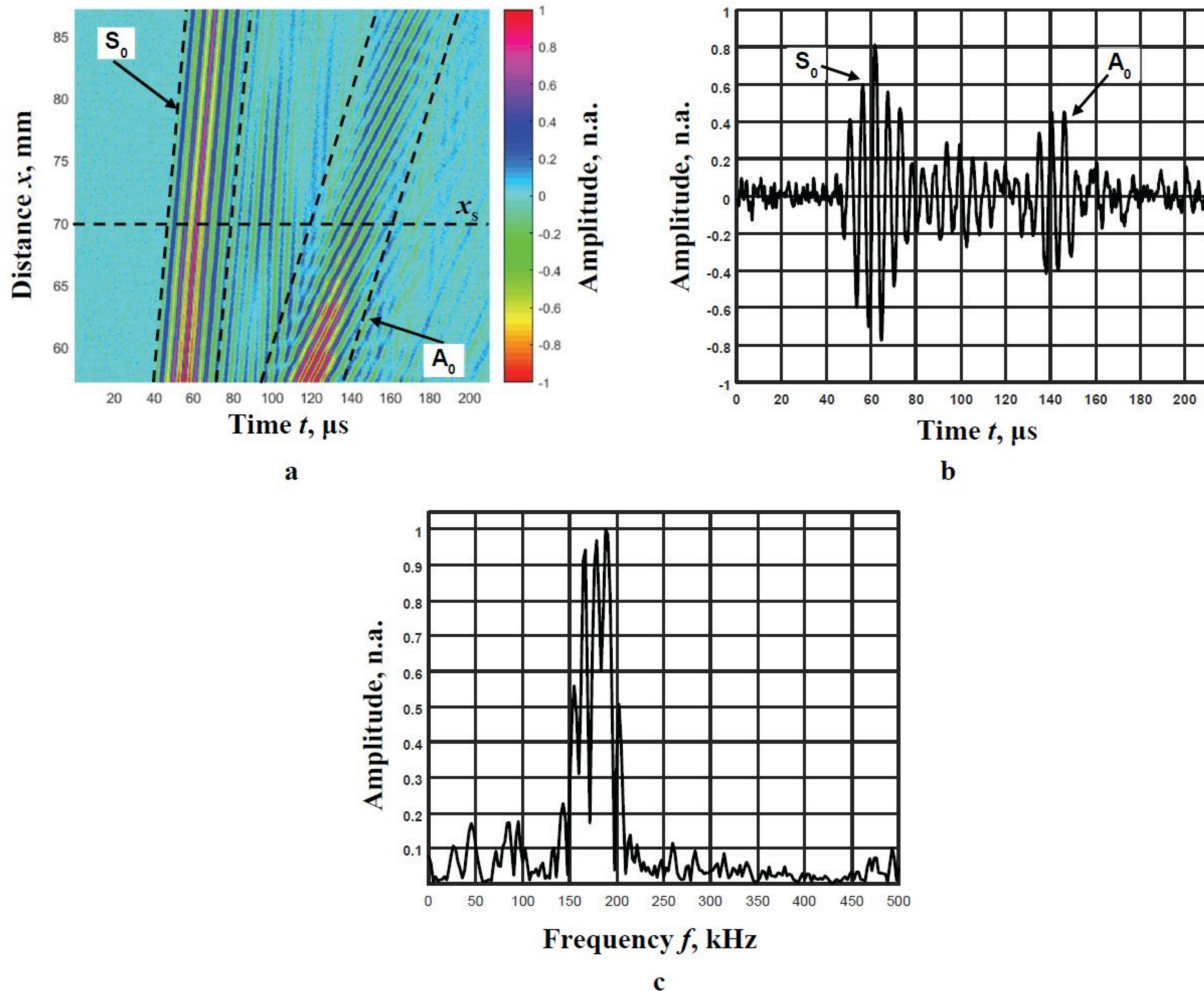 S0
A0
xs
Distance x, mm
85
80
75
70
65
60
20 40 60 80 100 120 140 160 180 200
Time t, µs
1
0.8
0.6
0.4
0.2
0
-0.2
-0.4
-0.6
-0.8
-1
Amplitude, n.a.
a
S0
A0
Amplitude, n.a.
1
0.8
0.6
0.4
0.2
0
-0.2
-0.4
-0.6
-0.8
-1
0 20 40 60 80 100 120 140 160 180 200
Time t, µs
b
Amplitude, n.a.
1
0.9
0.8
0.7
0.6
0.5
0.4
0.3
0.2
0.1
0 50 100 150 200 250 300 350 400 450 500
Frequency f, kHz
c